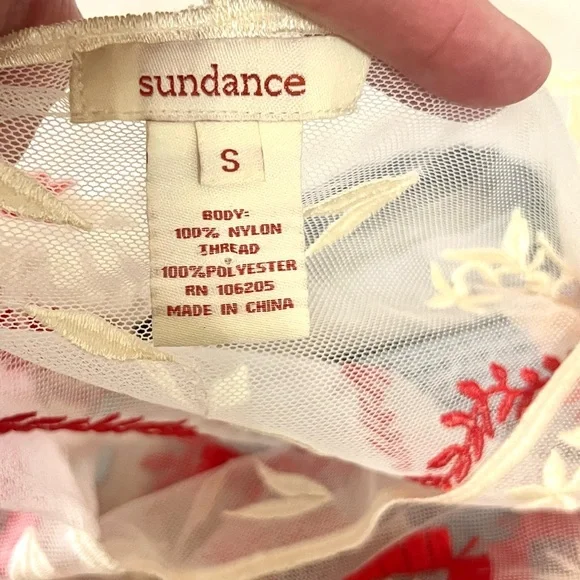 sundance
S
BODY:
100% NYLON
THREAD
100%POLYESTER
RN 106205
MADE IN CHINA